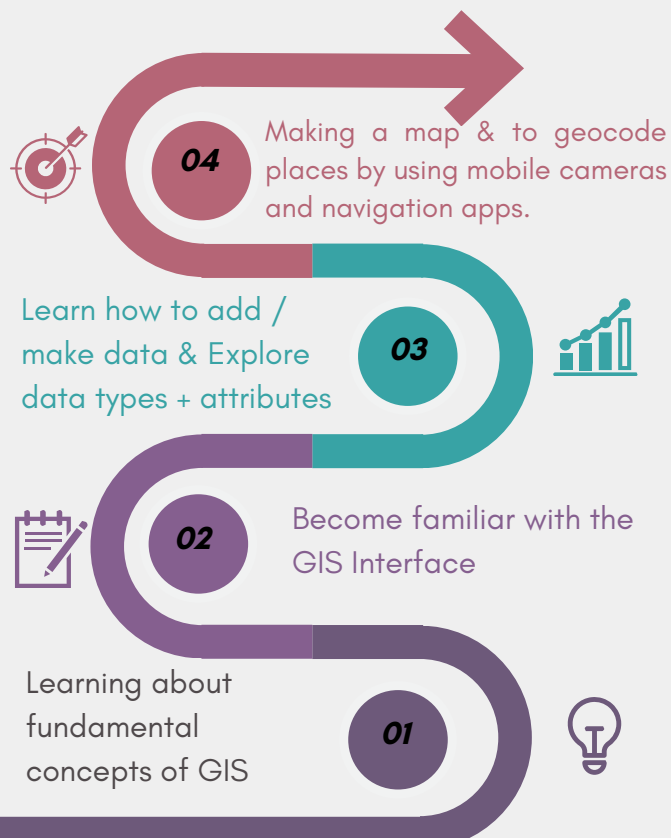 04
Making a map & to geocode
places by using mobile cameras
and navigation apps.
Learn how to add /
make data & Explore
data types + attributes
03
02
Become familiar with the
GIS Interface
Learning about
fundamental
concepts of GIS
01